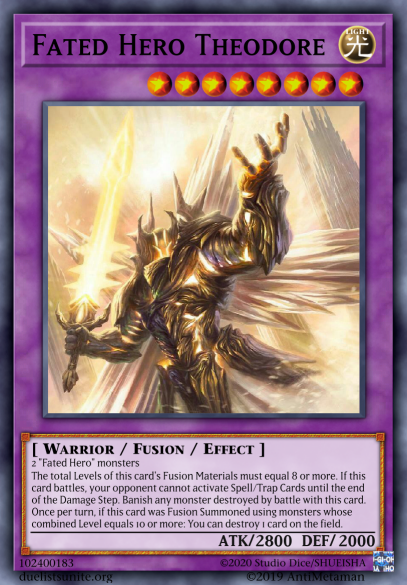 Fated Hero Theodore
LIGHT
光
[ Warrior / Fusion / Effect ]
2 "Fated Hero" monsters
The total Levels of this card's Fusion Materials must equal 8 or more. If this
card battles, your opponent cannot activate Spell/Trap Cards until the end
of the Damage Step. Banish any monster destroyed by battle with this card.
Once per turn, if this card was Fusion Summoned using monsters whose
combined Level equals 10 or more: You can destroy 1 card on the field.
ATK/2800 DEF/2000
102400183 ©2020 Studio Dice/SHUEISHA
duelistsunite.org ©2019 AntiMetaman